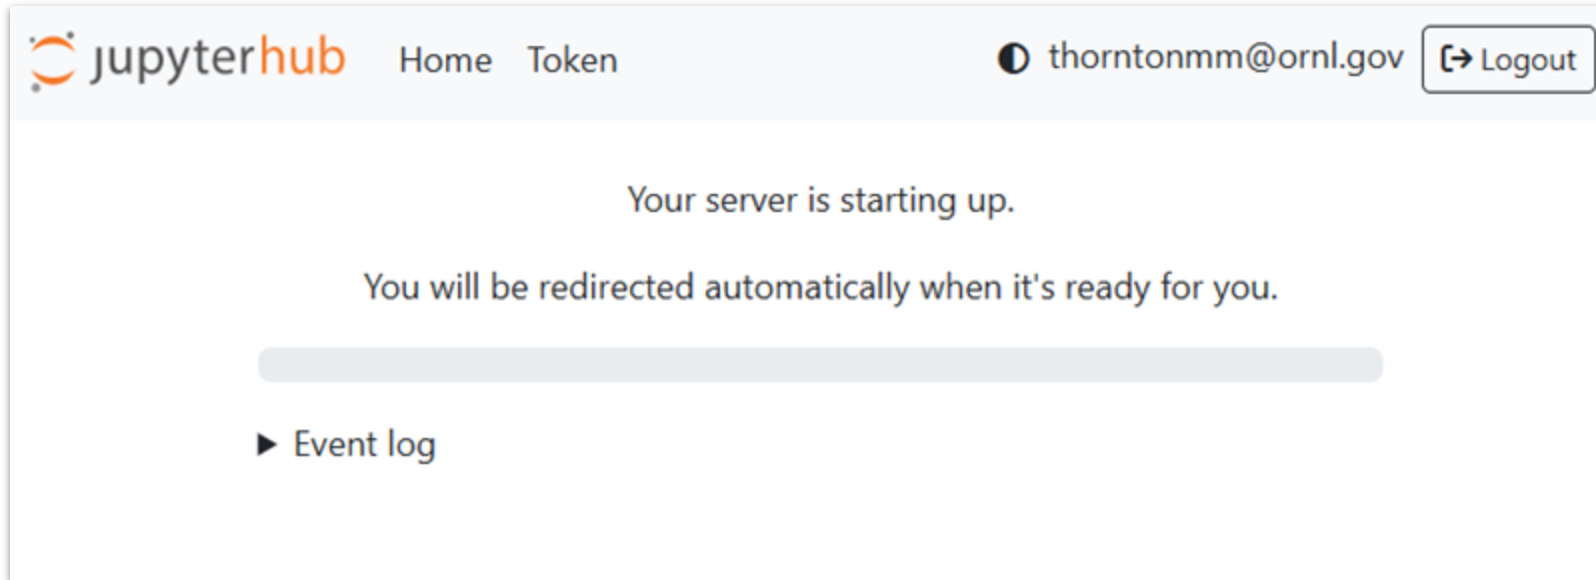 jupyterhub Home Token thorntonmm@ornl.gov Logout
Your server is starting up.
You will be redirected automatically when it's ready for you.
Event log